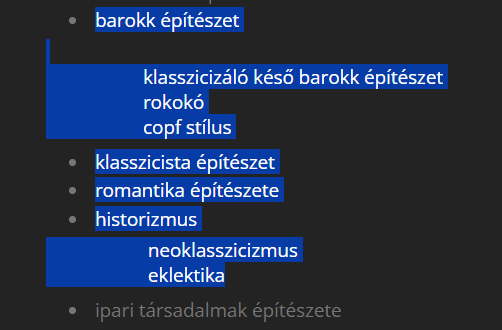 barokk építészet
klasszicizáló késő barokk építészet
rokokó
copf stílus
klasszicista építészet
romantika építészete
historizmus
neoklasszicizmus
eklektika
ipari társadalmak építészete